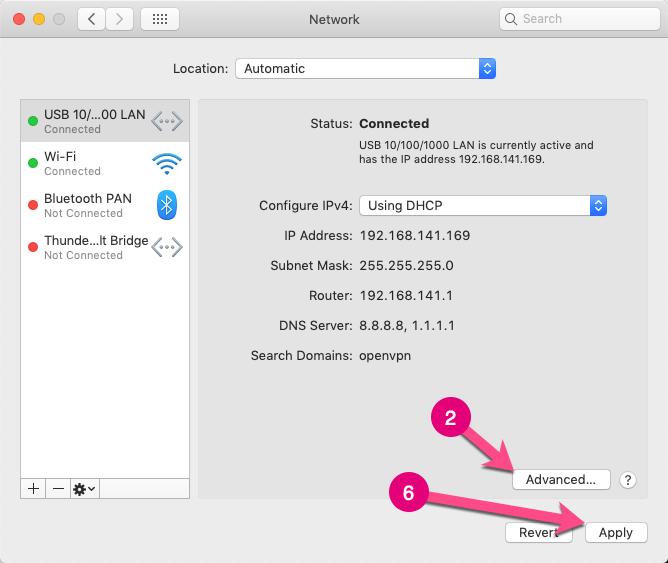 Network
Search
Location: Automatic
USB 10/...00 LAN
Connected
Wi-Fi
Connected
Bluetooth PAN
Not Connected
Thunde...lt Bridge
Not Connected
Status: Connected
USB 10/100/1000 LAN is currently active and
has the IP address 192.168.141.169.
Configure IPv4: Using DHCP
IP Address: 192.168.141.169
Subnet Mask: 255.255.255.0
Router: 192.168.141.1
DNS Server: 8.8.8.8, 1.1.1.1
Search Domains: openvpn
2
Advanced... ?
6
Revert Apply